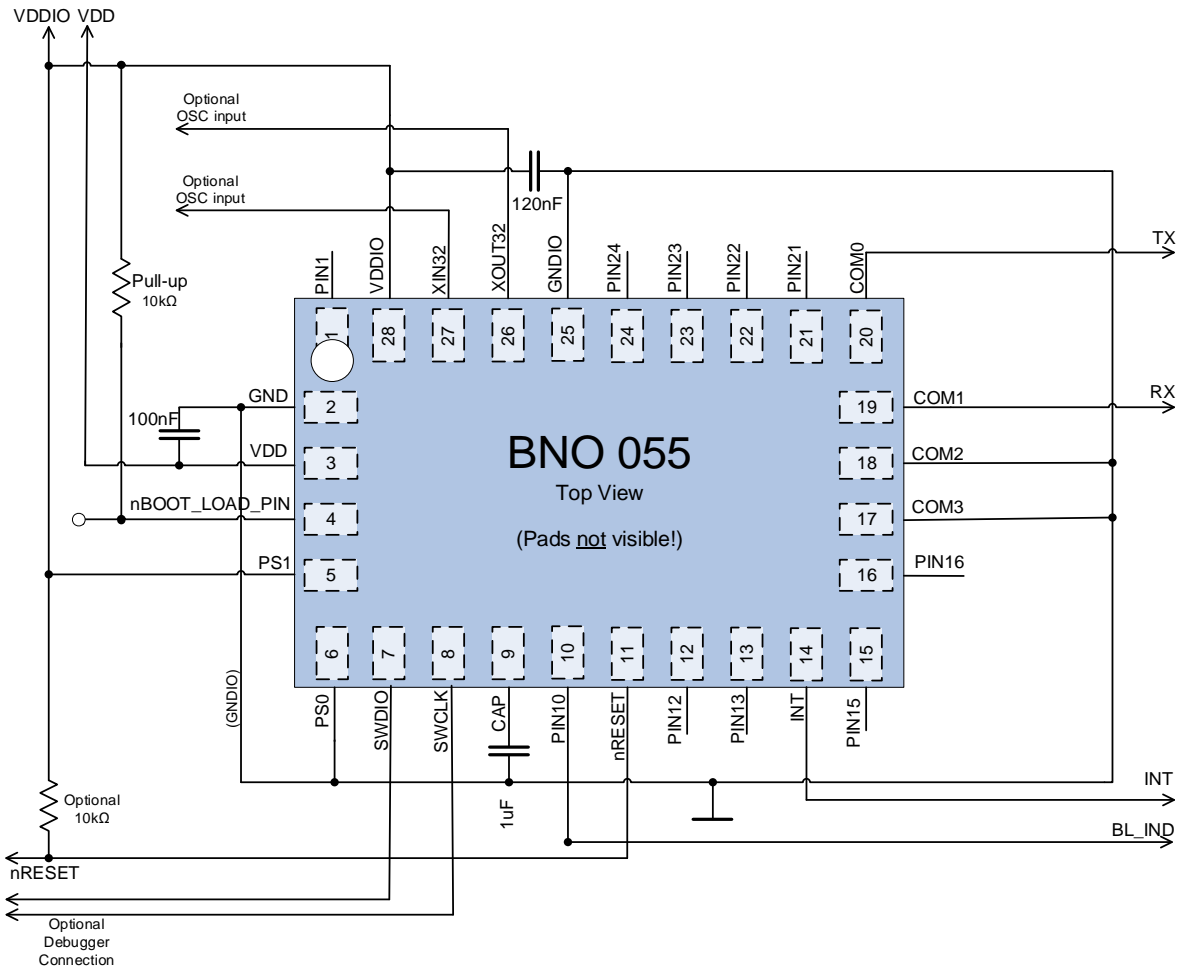 VDDIO VDD
Optional
OSC input
Optional
OSC input
120nF
TX
Pull-up
10kΩ
PIN1
VDDIO
XIN32
XOUT32
GNDIO
PIN24
PIN23
PIN22
PIN21
COM0
1
28
27
26
25
24
23
22
21
20
GND
2
19
COM1
RX
100nF
VDD
3
BNO 055
Top View
(Pads not visible!)
18
COM2
nBOOT_LOAD_PIN
4
17
COM3
PS1
5
16
PIN16
6
7
8
9
10
11
12
13
14
15
(GNDIO)
PS0
SWDIO
SWCLK
CAP
PIN10
nRESET
PIN12
PIN13
INT
PIN15
1uF
INT
Optional
10kΩ
BL_IND
nRESET
Optional
Debugger
Connection